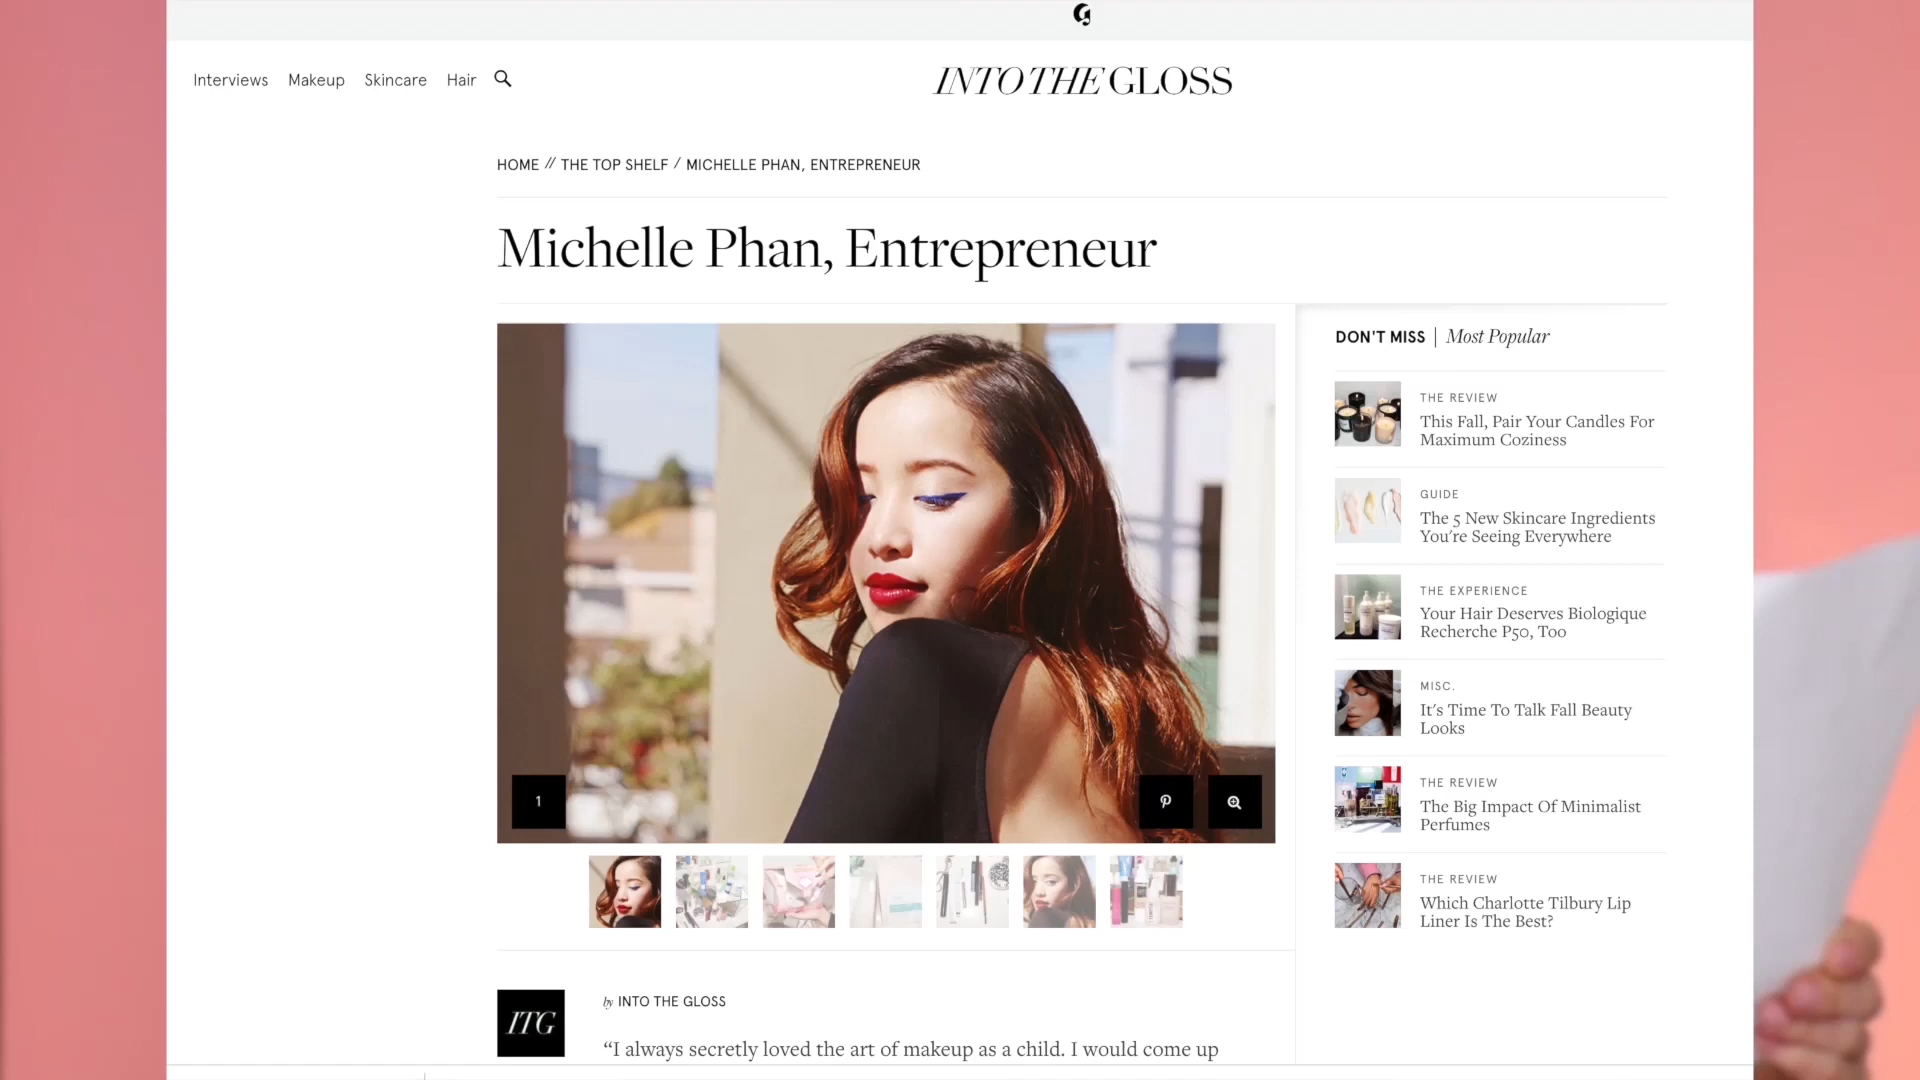 Interviews Makeup Skincare Hair
INTO THE GLOSS
HOME // THE TOP SHELF / MICHELLE PHAN, ENTREPRENEUR
Michelle Phan, Entrepreneur
1
by INTO THE GLOSS
ITG
“I always secretly loved the art of makeup as a child. I would come up
DON'T MISS | Most Popular
THE REVIEW
This Fall, Pair Your Candles For
Maximum Coziness
GUIDE
The 5 New Skincare Ingredients
You're Seeing Everywhere
THE EXPERIENCE
Your Hair Deserves Biologique
Recherche P50, Too
MISC.
It's Time To Talk Fall Beauty
Looks
THE REVIEW
The Big Impact Of Minimalist
Perfumes
THE REVIEW
Which Charlotte Tilbury Lip
Liner Is The Best?